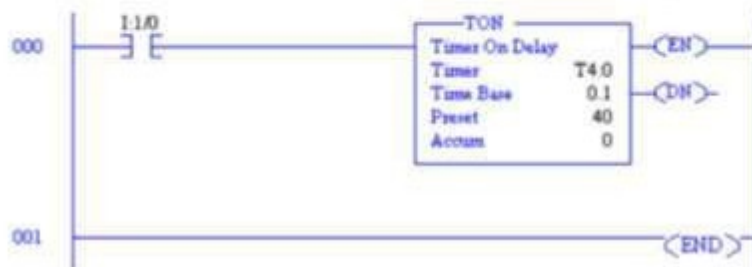 I:1/0
TON
000
Timer On Delay
EN
Timer T4:0
Time Base 0.1
DN
Preset 40
Accum 0
001
END